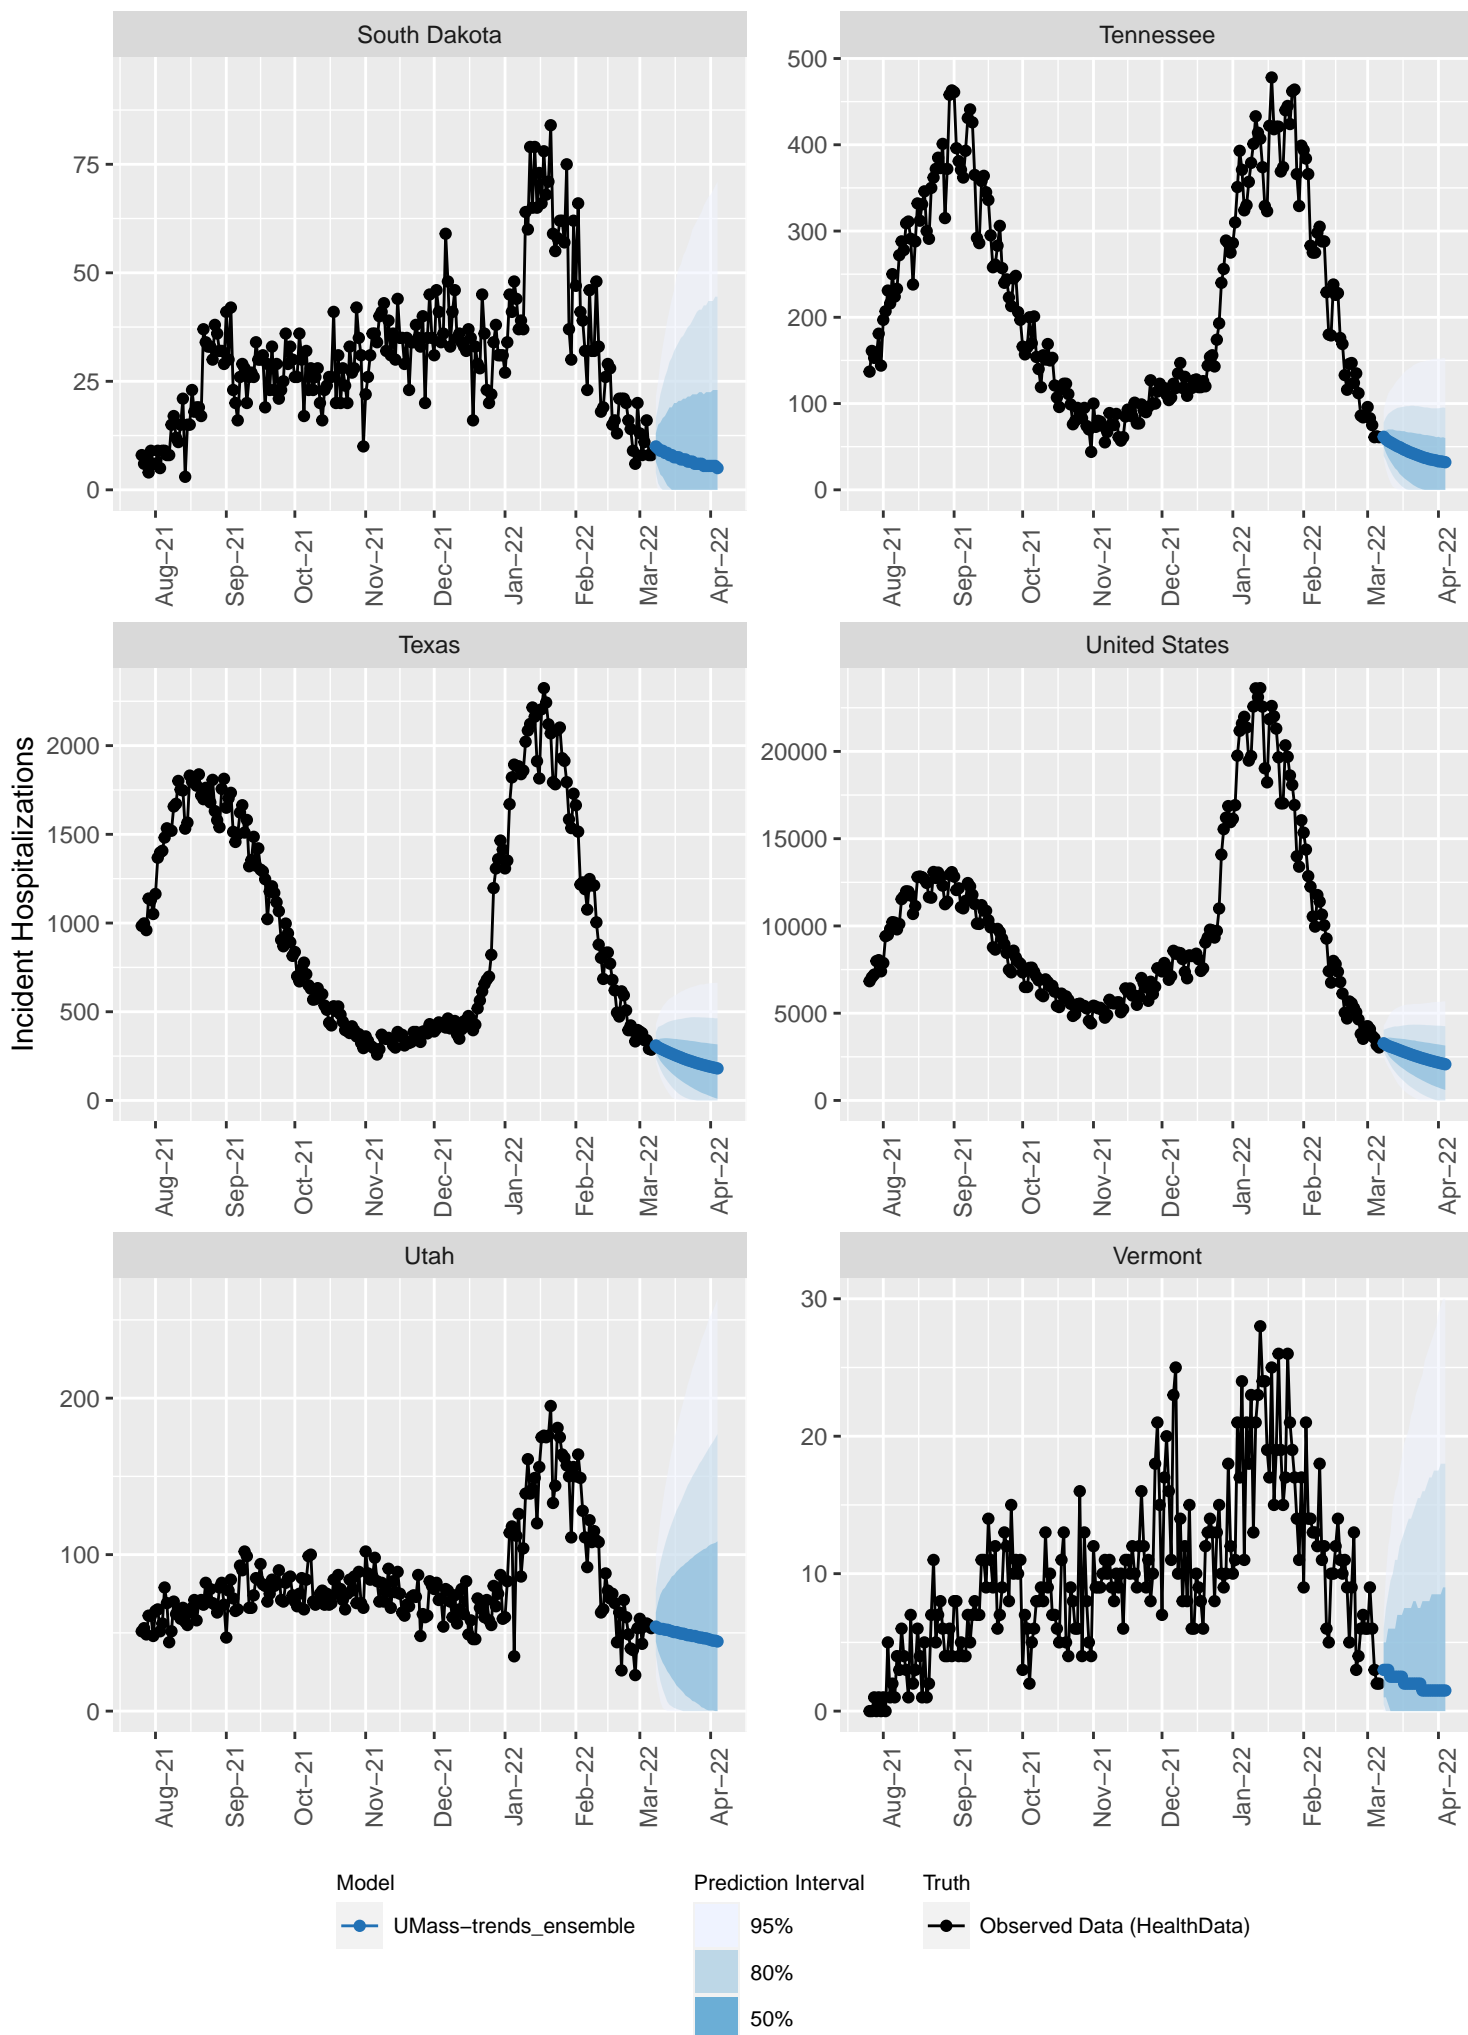 South Dakota
Tennessee
75
50
25
0
500
400
300
200
100
0
Aug−21
Sep−21
Oct−21
Nov−21
Dec−21
Jan−22
Feb−22
Mar−22
Apr−22
Aug−21
Sep−21
Oct−21
Nov−21
Dec−21
Jan−22
Feb−22
Mar−22
Apr−22
Incident Hospitalizations
Texas
United States
2000
1500
1000
500
0
20000
15000
10000
5000
0
Aug−21
Sep−21
Oct−21
Nov−21
Dec−21
Jan−22
Feb−22
Mar−22
Apr−22
Aug−21
Sep−21
Oct−21
Nov−21
Dec−21
Jan−22
Feb−22
Mar−22
Apr−22
Utah
Vermont
200
100
0
30
20
10
0
Aug−21
Sep−21
Oct−21
Nov−21
Dec−21
Jan−22
Feb−22
Mar−22
Apr−22
Aug−21
Sep−21
Oct−21
Nov−21
Dec−21
Jan−22
Feb−22
Mar−22
Apr−22
Model
UMass−trends_ensemble
Prediction Interval
95%
80%
50%
Truth
Observed Data (HealthData)